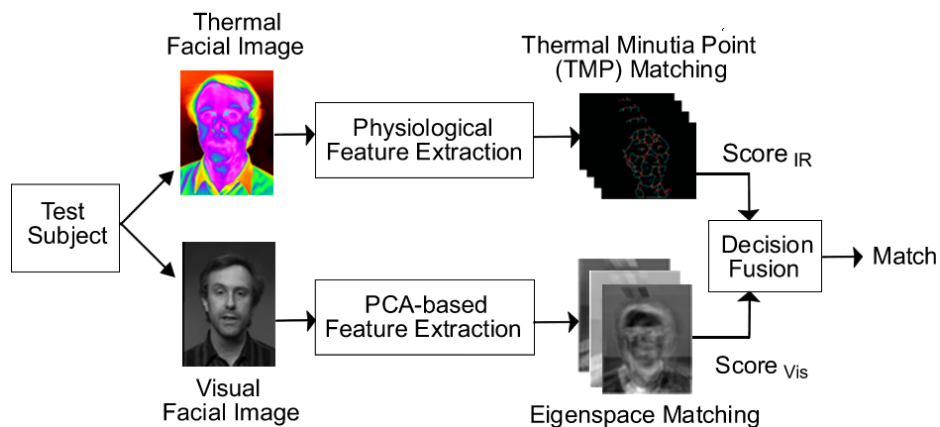 Thermal
Facial Image
Thermal Minutia Point
(TMP) Matching
Physiological
Feature Extraction
Score IR
Test
Subject
Decision
Fusion
Match
PCA-based
Feature Extraction
Score Vis
Visual
Facial Image
Eigenspace Matching